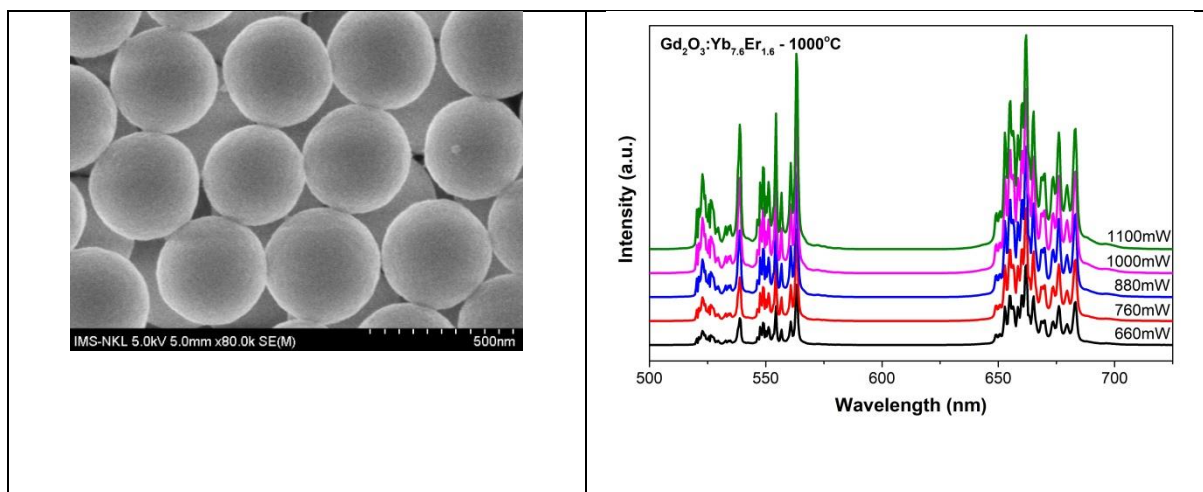 IMS-NKL 5.0kV 5.0mm x80.0k SE(M) 500nm
Gd₂O₃:Yb₇.₆Er₁.₆ - 1000°C
Intensity (a.u.)
1100mW
1000mW
880mW
760mW
660mW
500 550 600 650 700
Wavelength (nm)